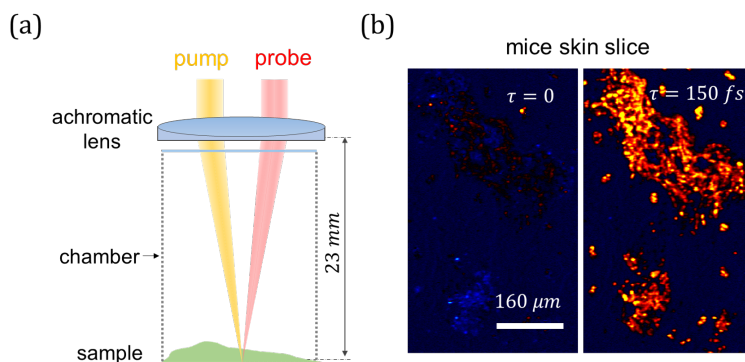 (a)
pump probe
achromatic
lens
chamber
23 mm
sample
(b)
mice skin slice
τ = 0
τ = 150 fs
160 μm